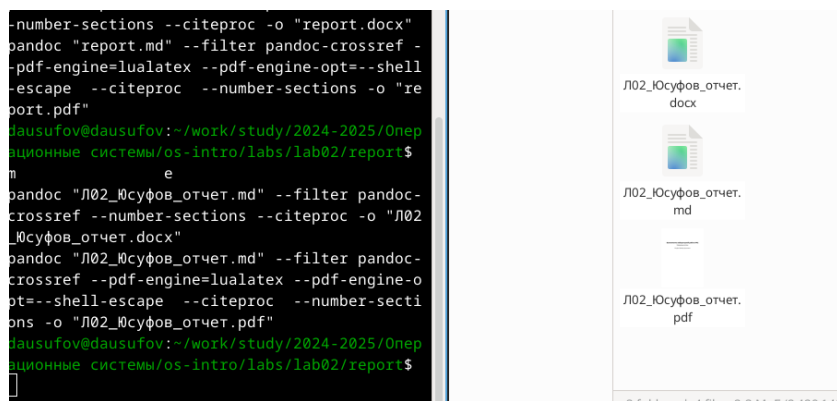 -number-sections --citeproc -o "report.docx"
pandoc "report.md" --filter pandoc-crossref -
-pdf-engine=lualatex --pdf-engine-opt=--shell
-escape  --citeproc  --number-sections -o "re
port.pdf"
dausufov@dausufov:~/work/study/2024-2025/Опер
ационные системы/os-intro/labs/lab02/report$
m                e
pandoc "Л02_Юсуфов_отчет.md" --filter pandoc-
crossref --number-sections --citeproc -o "Л02
_Юсуфов_отчет.docx"
pandoc "Л02_Юсуфов_отчет.md" --filter pandoc-
crossref --pdf-engine=lualatex --pdf-engine-o
pt=--shell-escape  --citeproc  --number-secti
ons -o "Л02_Юсуфов_отчет.pdf"
dausufov@dausufov:~/work/study/2024-2025/Опер
ационные системы/os-intro/labs/lab02/report$
Л02_Юсуфов_отчет.
docx
Л02_Юсуфов_отчет.
md
Л02_Юсуфов_отчет.
pdf